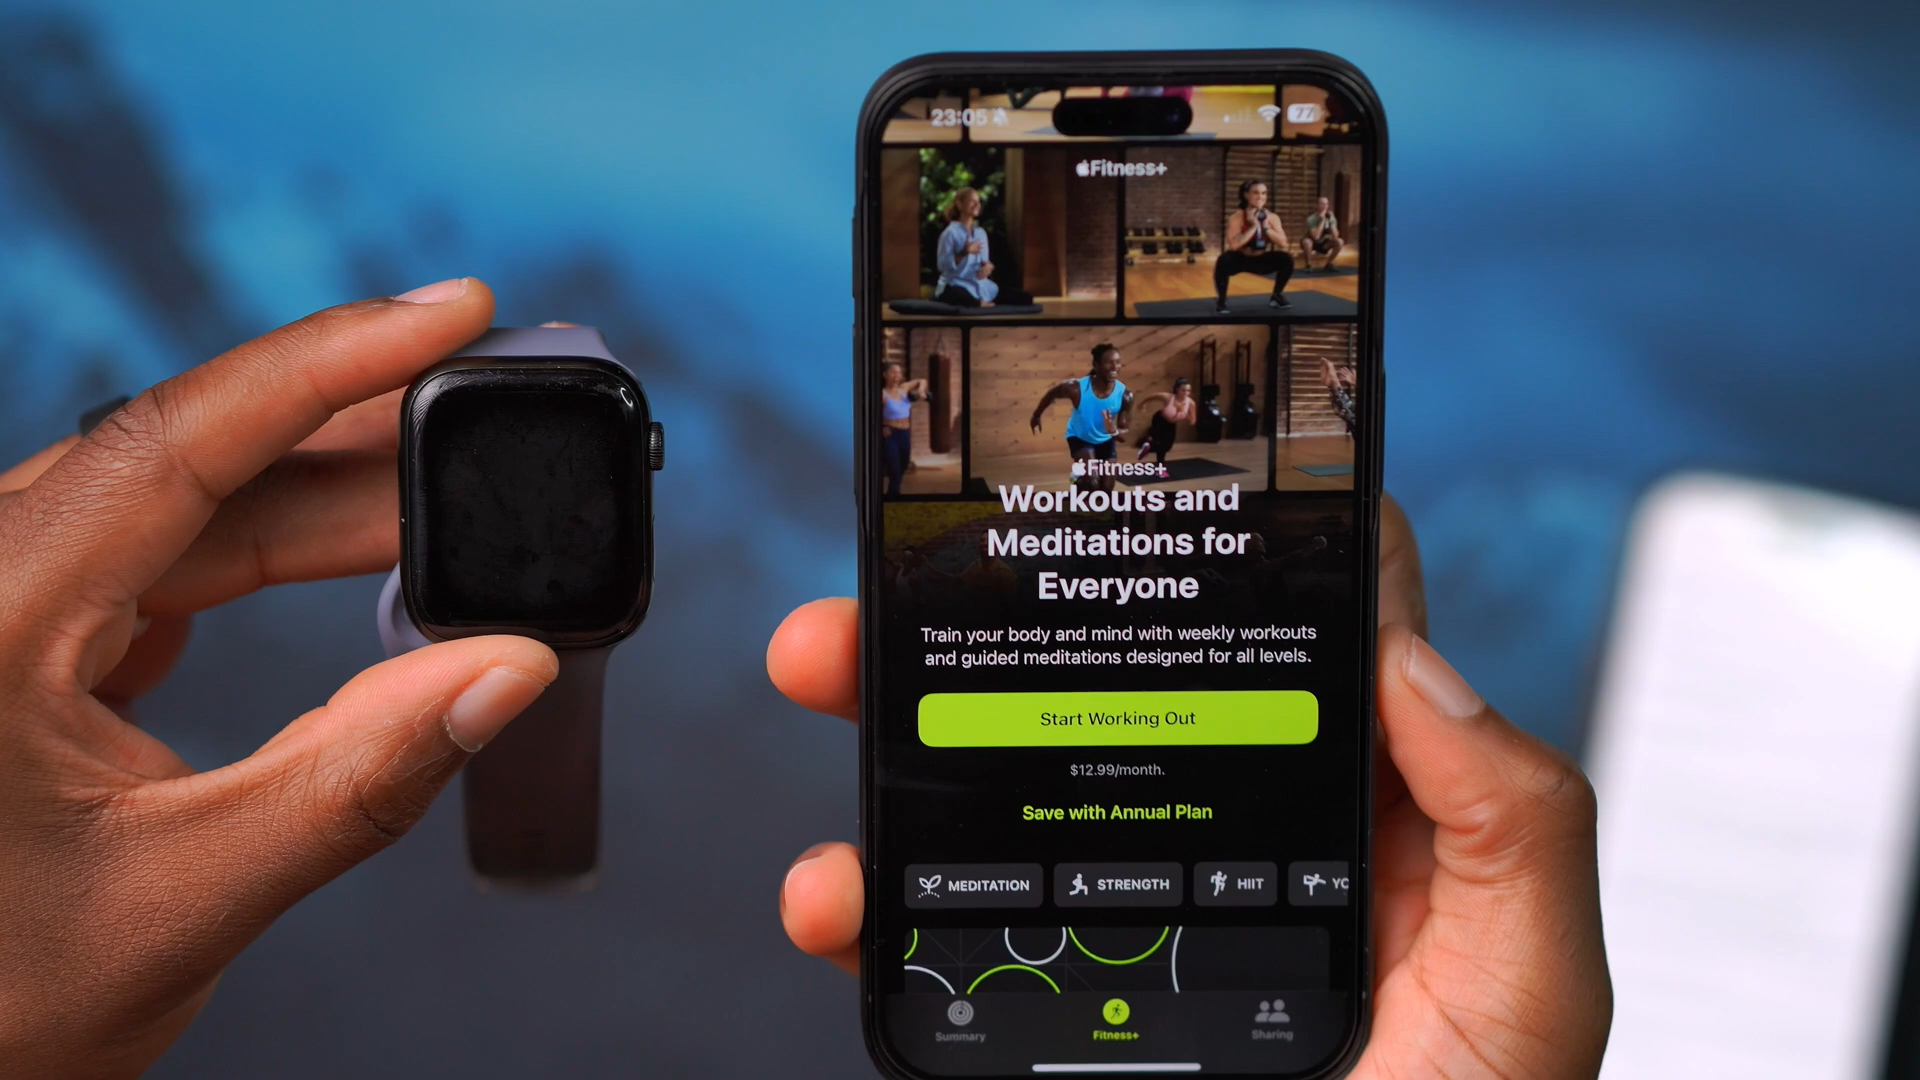 23:05
77
Fitness+
Fitness+
Workouts and
Meditations for
Everyone
Train your body and mind with weekly workouts
and guided meditations designed for all levels.
Start Working Out
$12.99/month.
Save with Annual Plan
MEDITATION STRENGTH HIIT YO
Summary Fitness+ Sharing